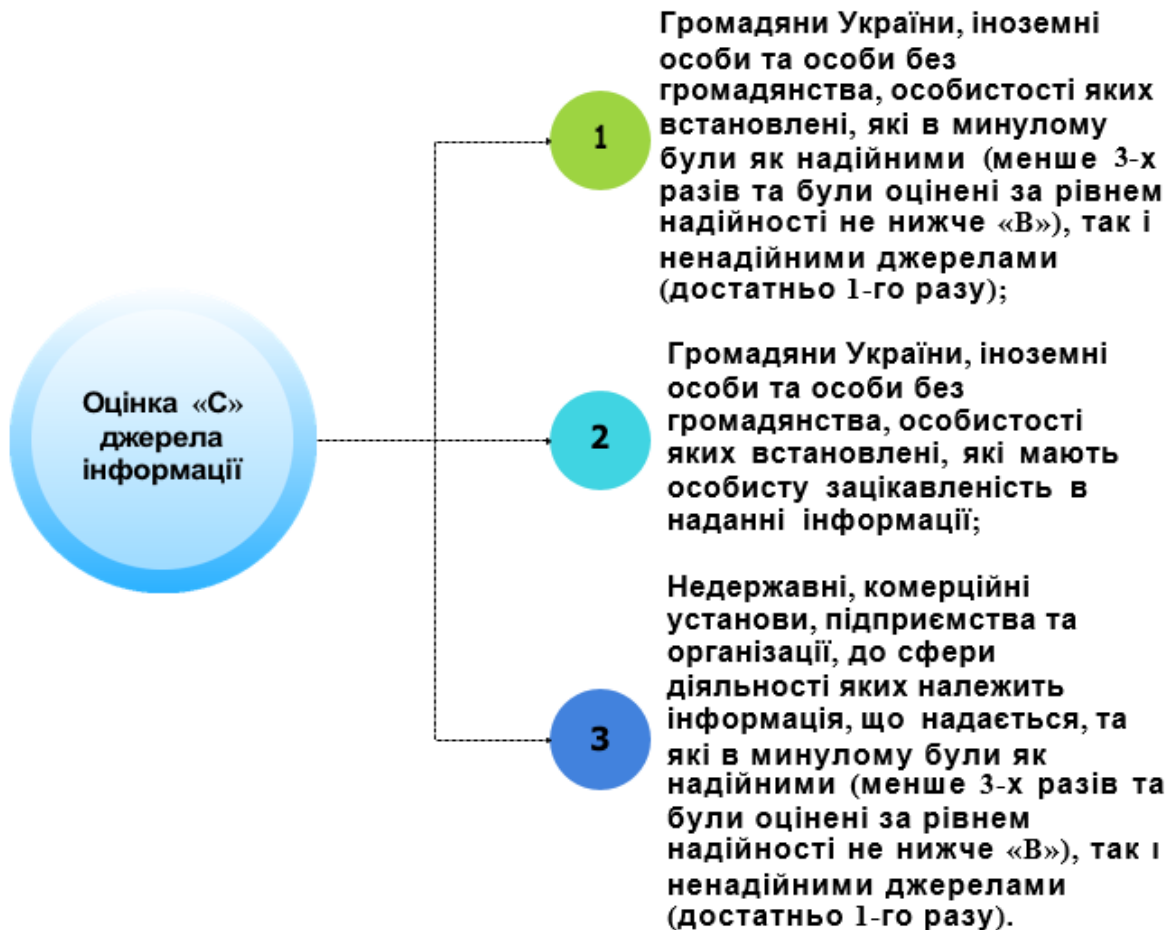 Громадяни України, іноземні
особи та особи без
громадянства, особистості яких
встановлені, які в минулому
були як надійними (менше 3-х
разів та були оцінені за рівнем
надійності не нижче «В»), так і
ненадійними джерелами
(достатньо 1-го разу);
1
Оцінка «С»
джерела
інформації
Громадяни України, іноземні
особи та особи без
громадянства, особистості
яких встановлені, які мають
особисту зацікавленість в
наданні інформації;
2
Недержавні, комерційні
установи, підприємства та
організації, до сфери
діяльності яких належить
інформація, що надається, та
які в минулому були як
надійними (менше 3-х разів та
були оцінені за рівнем
надійності не нижче «В»), так і
ненадійними джерелами
(достатньо 1-го разу).
3